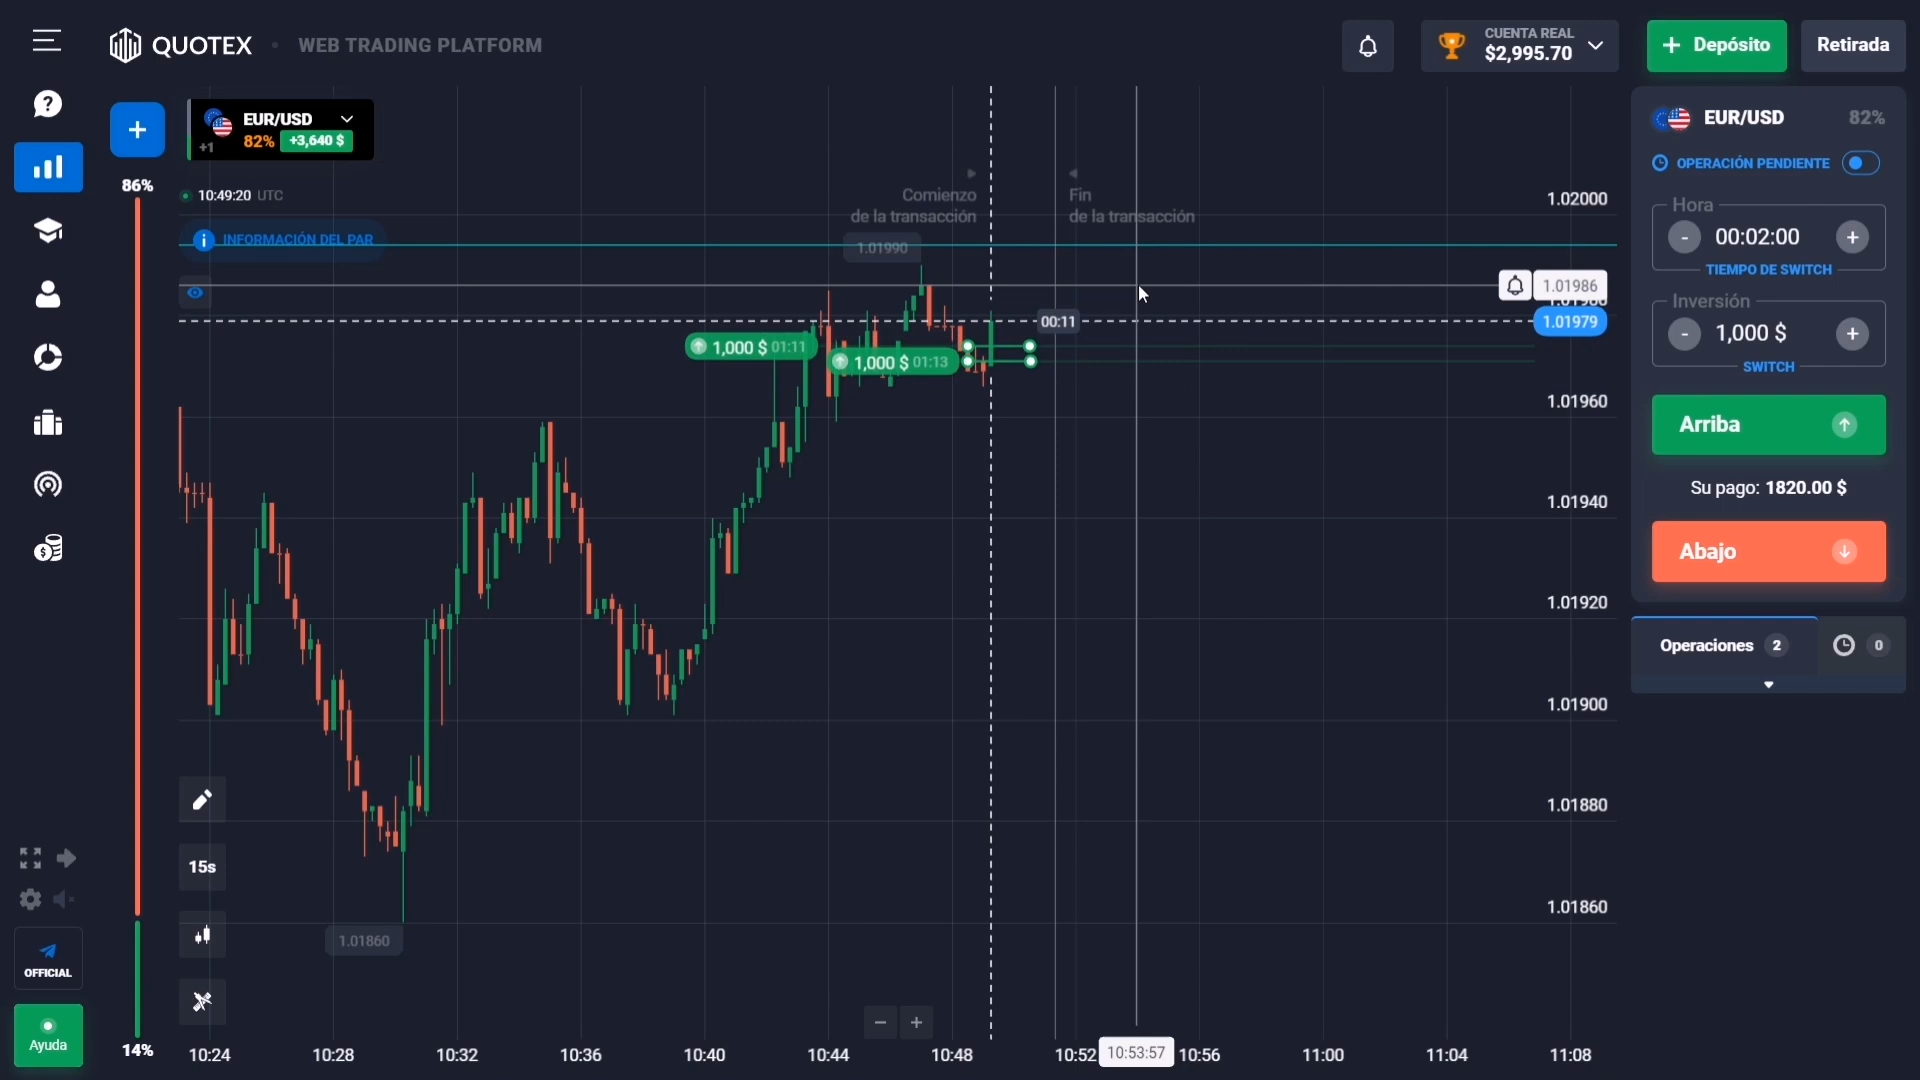 QUOTEX
WEB TRADING PLATFORM
CUENTA REAL
$2,995.70
+ Depósito
Retirada
+
EUR/USD
+1
82%
+3,640 $
86%
10:49:20 UTC
INFORMACIÓN DEL PAR
Comienzo
de la transacción
Fin
de la transacción
1.01990
1.02000
1.01986
1.01979
00:11
1,000 $ 01:11
1,000 $ 01:13
1.01960
1.01940
1.01920
1.01900
1.01880
1.01860
1.01860
15s
14%
- +
10:24
10:28
10:32
10:36
10:40
10:44
10:48
10:52
10:53:57
10:56
11:00
11:04
11:08
OFFICIAL
Ayuda
EUR/USD
82%
OPERACIÓN PENDIENTE
Hora
- 00:02:00 +
TIEMPO DE SWITCH
Inversión
- 1,000 $ +
SWITCH
Arriba
Su pago: 1820.00 $
Abajo
Operaciones 2
0